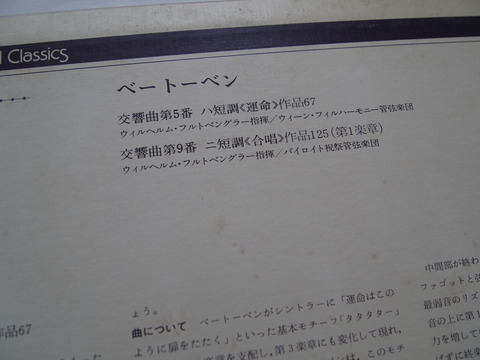 Classics
ベートーベン
交響曲第5番 ハ短調《運命》作品67
ウィルヘルム・フルトベングラー指揮／ウィーン・フィルハーモニー管弦楽団
交響曲第9番 ニ短調《合唱》作品125(第1楽章)
ウィルヘルム・フルトベングラー指揮／バイロイト祝祭管弦楽団
作品67
ょう。
曲について ベートーベンがシントラーに「運命はこの
ように扉をたたく」といった基本モチーフ「タタタター」
楽章を支配し,第3楽章にも変化して現れ,
には,このモチ
中間部が終わ
ファゴットと弦
最弱音のリズ
音の上に第1
力を増して
げずに終楽